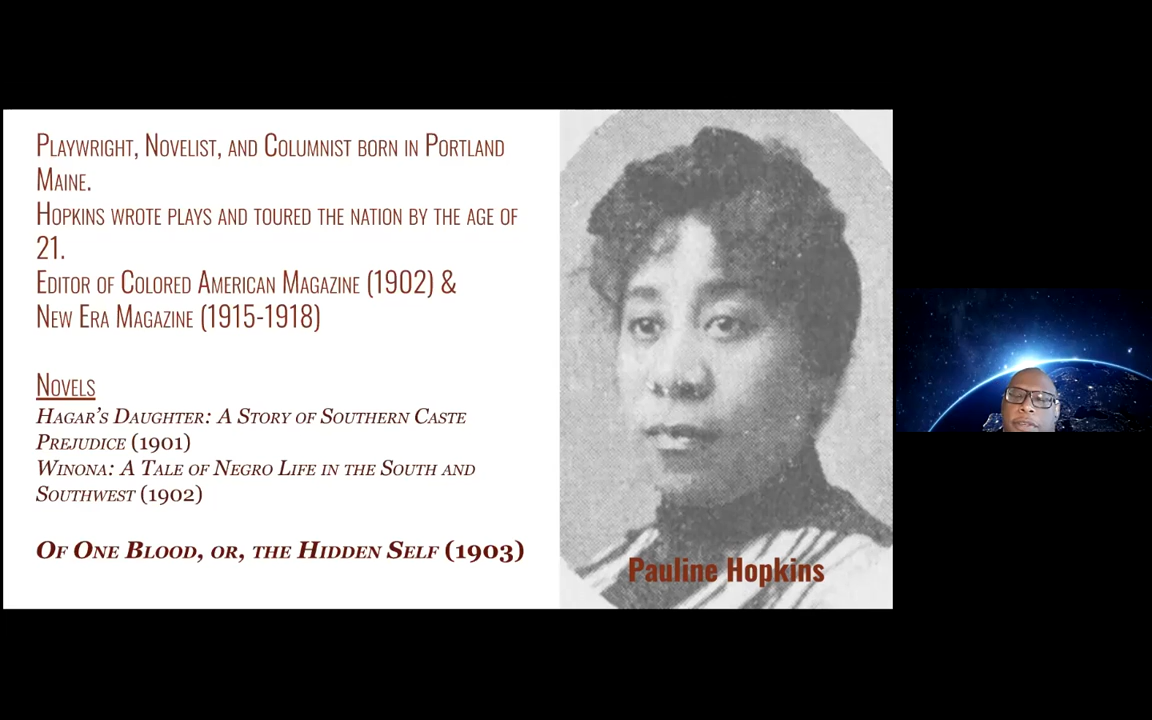 Playwright, Novelist, and Columnist born in Portland
Maine.
Hopkins wrote plays and toured the nation by the age of
21.
Editor of Colored American Magazine (1902) &
New Era Magazine (1915-1918)
Novels
Hagar's Daughter: A Story of Southern Caste
Prejudice (1901)
Winona: A Tale of Negro Life in the South and
Southwest (1902)
Of One Blood, or, the Hidden Self (1903)
Pauline Hopkins